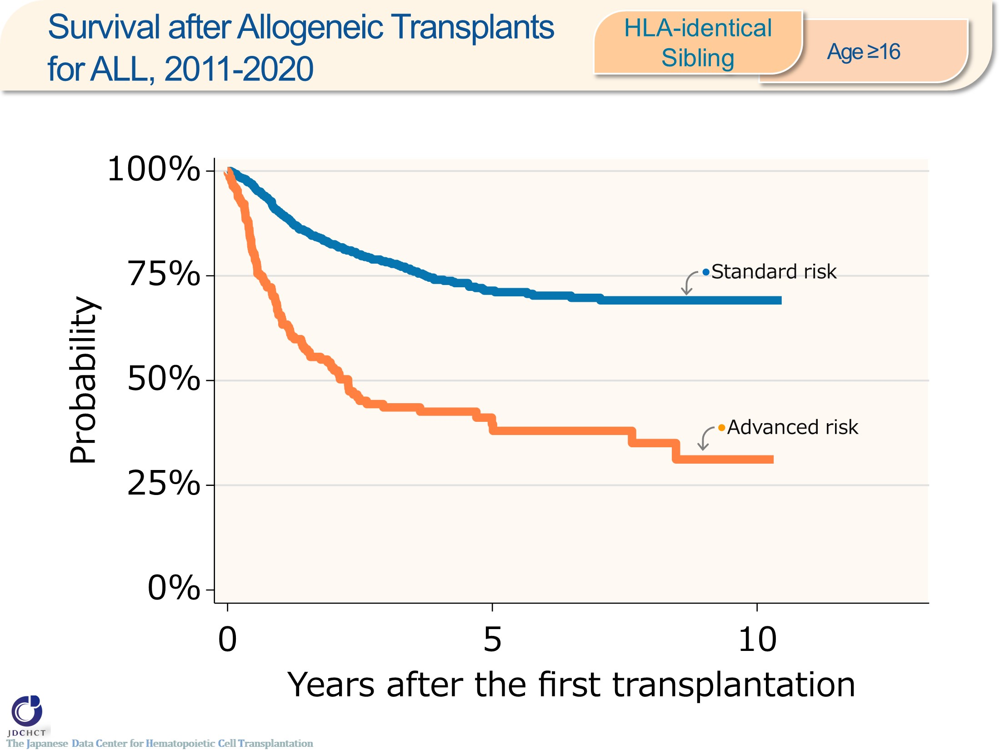 Survival after Allogeneic Transplants
for ALL, 2011-2020
HLA-identical
Sibling
Age ≥16
100%
75%
50%
25%
0%
Probability
Standard risk
Advanced risk
0
5
10
Years after the first transplantation
JDCHCT
The Japanese Data Center for Hematopoietic Cell Transplantation